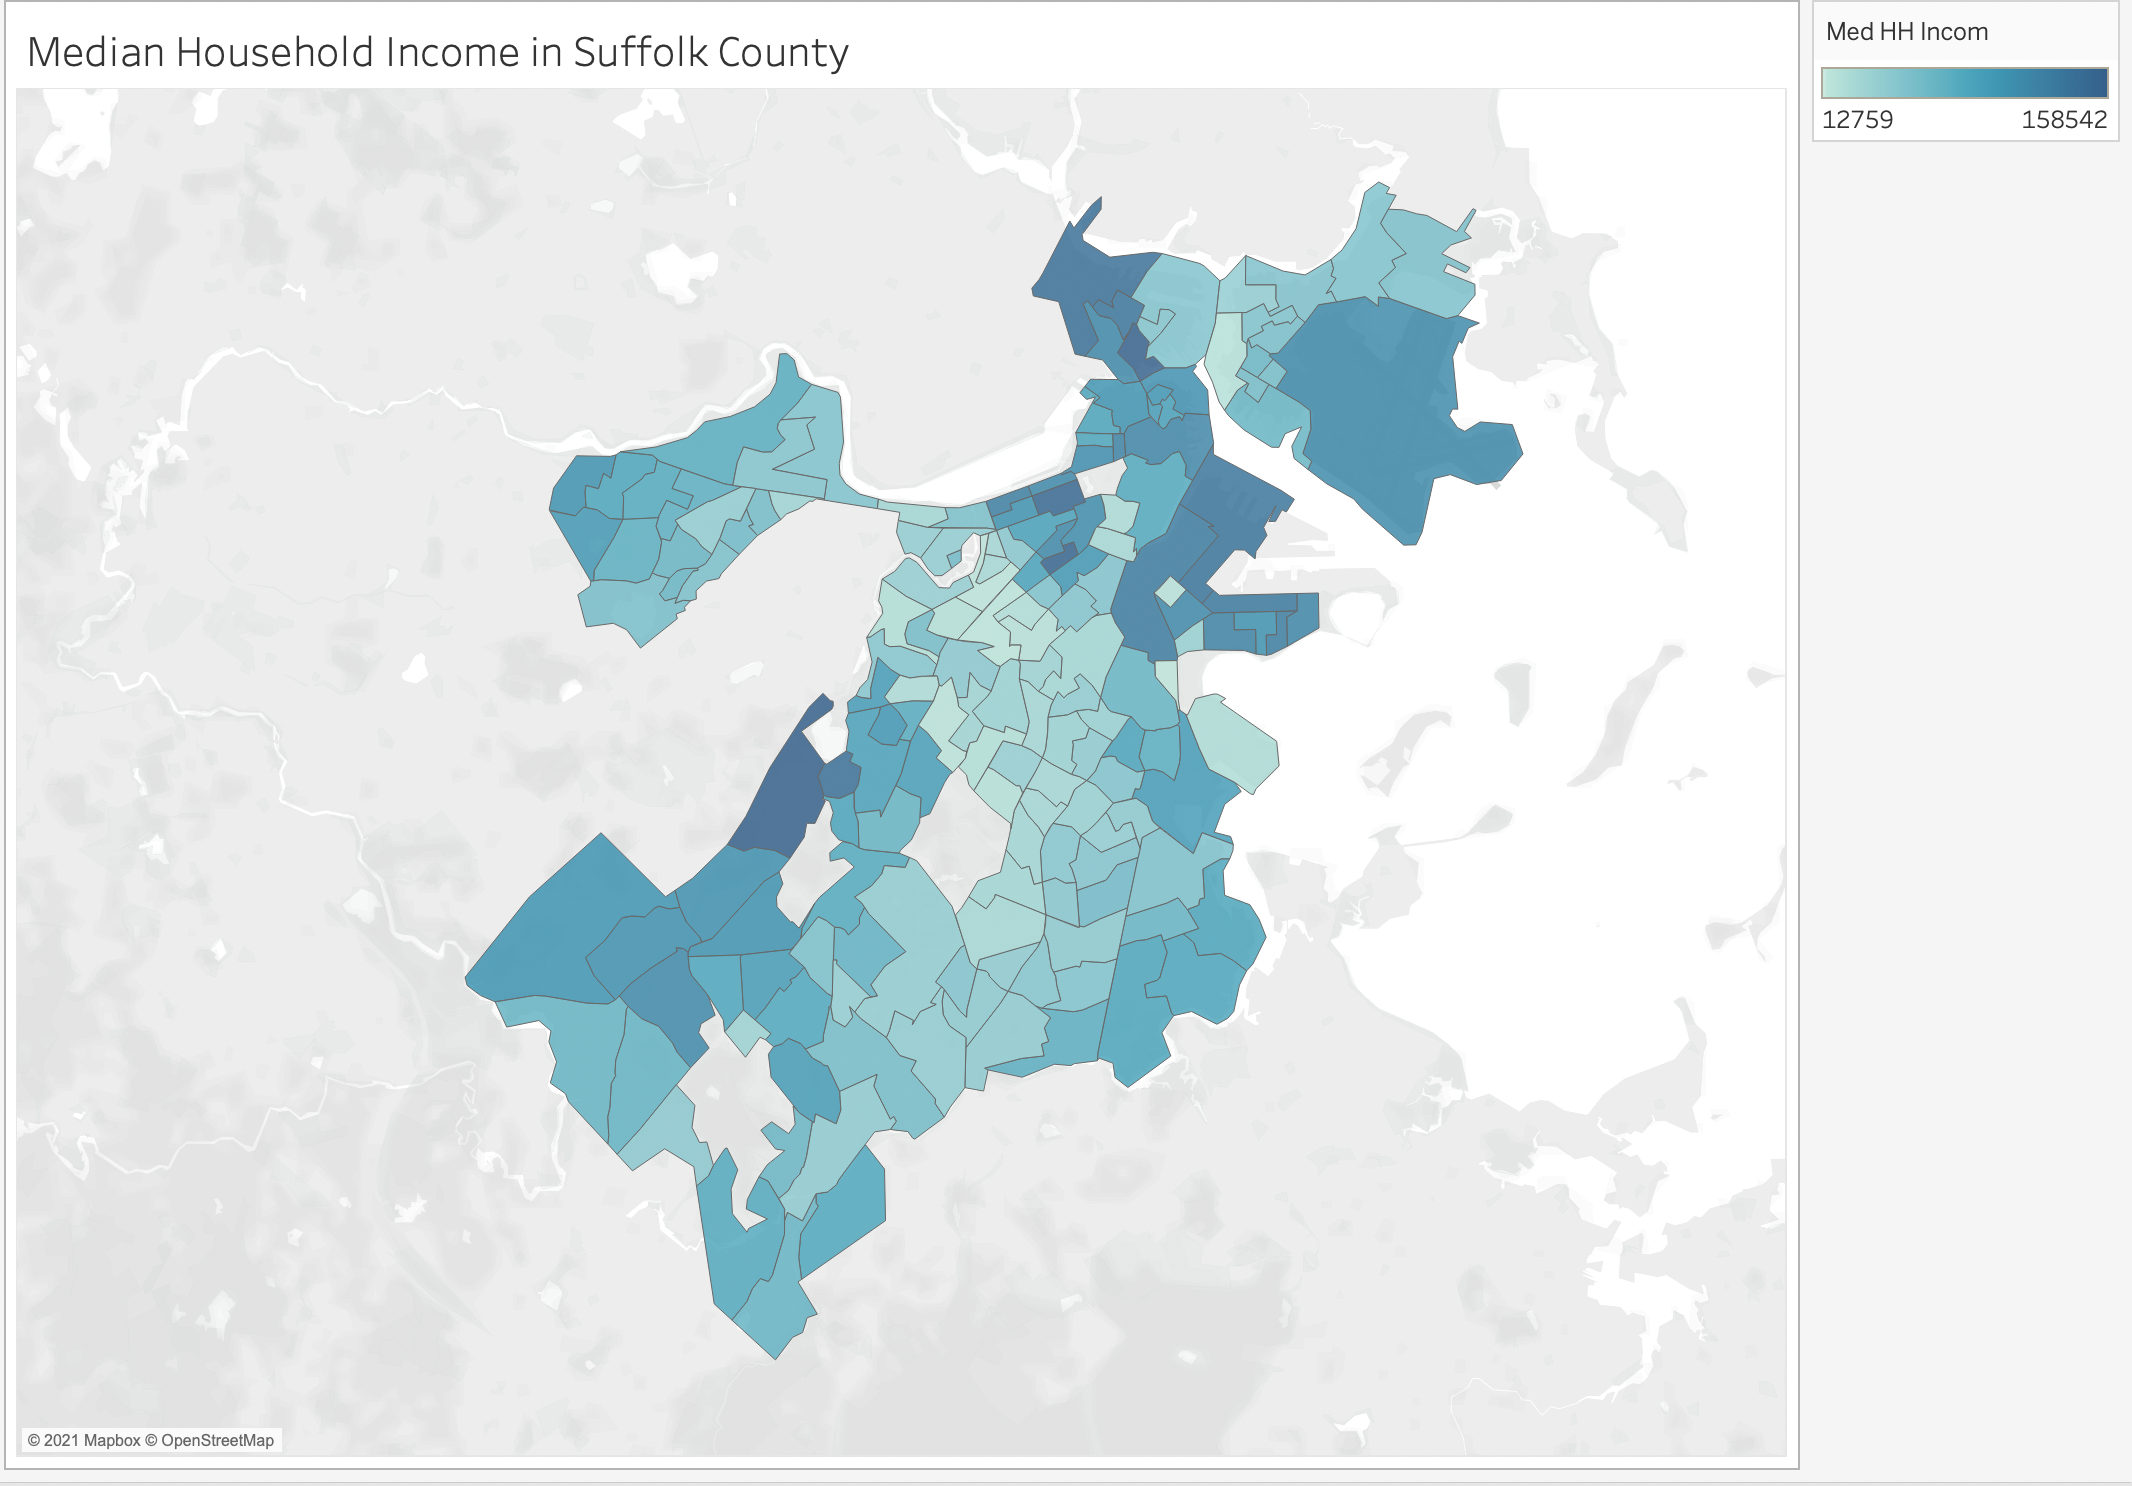 Median Household Income in Suffolk County
Med HH Incom
12759 158542
© 2021 Mapbox © OpenStreetMap